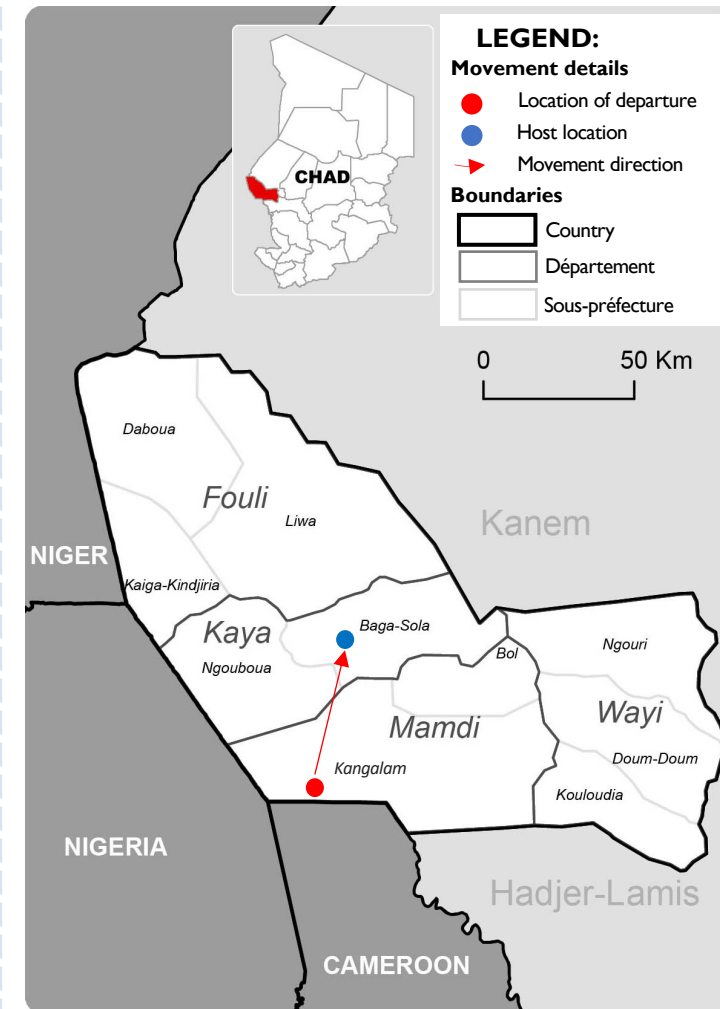 LEGEND:
Movement details
Location of departure
Host location
Movement direction
Boundaries
Country
Département
Sous-préfecture
CHAD
0 50 Km
Daboua
Fouli
Liwa
Kanem
NIGER
Kaiga-Kindjiria
Kaya
Baga-Sola
Ngouboua
Bol
Ngouri
Mamdi
Wayi
Doum-Doum
Kangalam
Kouloudia
NIGERIA
Hadjer-Lamis
CAMEROON